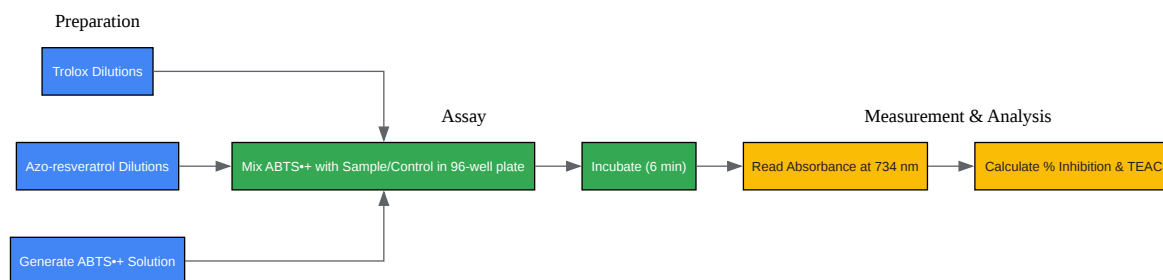 Preparation
Trolox Dilutions
Assay
Measurement & Analysis
Azo-resveratrol Dilutions
Mix ABTS•+ with Sample/Control in 96-well plate
Incubate (6 min)
Read Absorbance at 734 nm
Calculate % Inhibition & TEAC
Generate ABTS•+ Solution